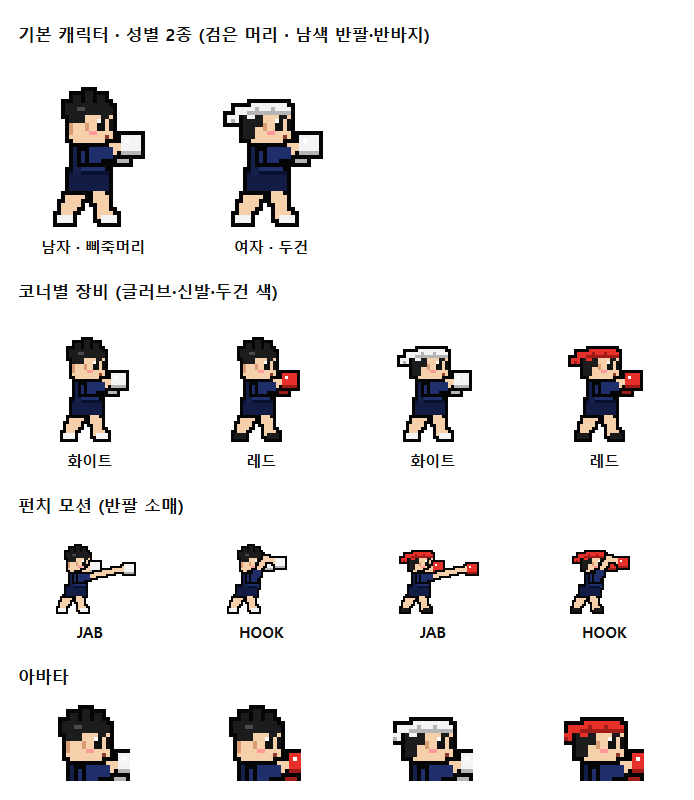 기본 캐릭터 · 성별 2종 (검은 머리 · 남색 반팔·반바지)
남자 · 삐죽머리
여자 · 두건
코너별 장비 (글러브·신발·두건 색)
화이트
레드
화이트
레드
펀치 모션 (반팔 소매)
JAB
HOOK
JAB
HOOK
아바타